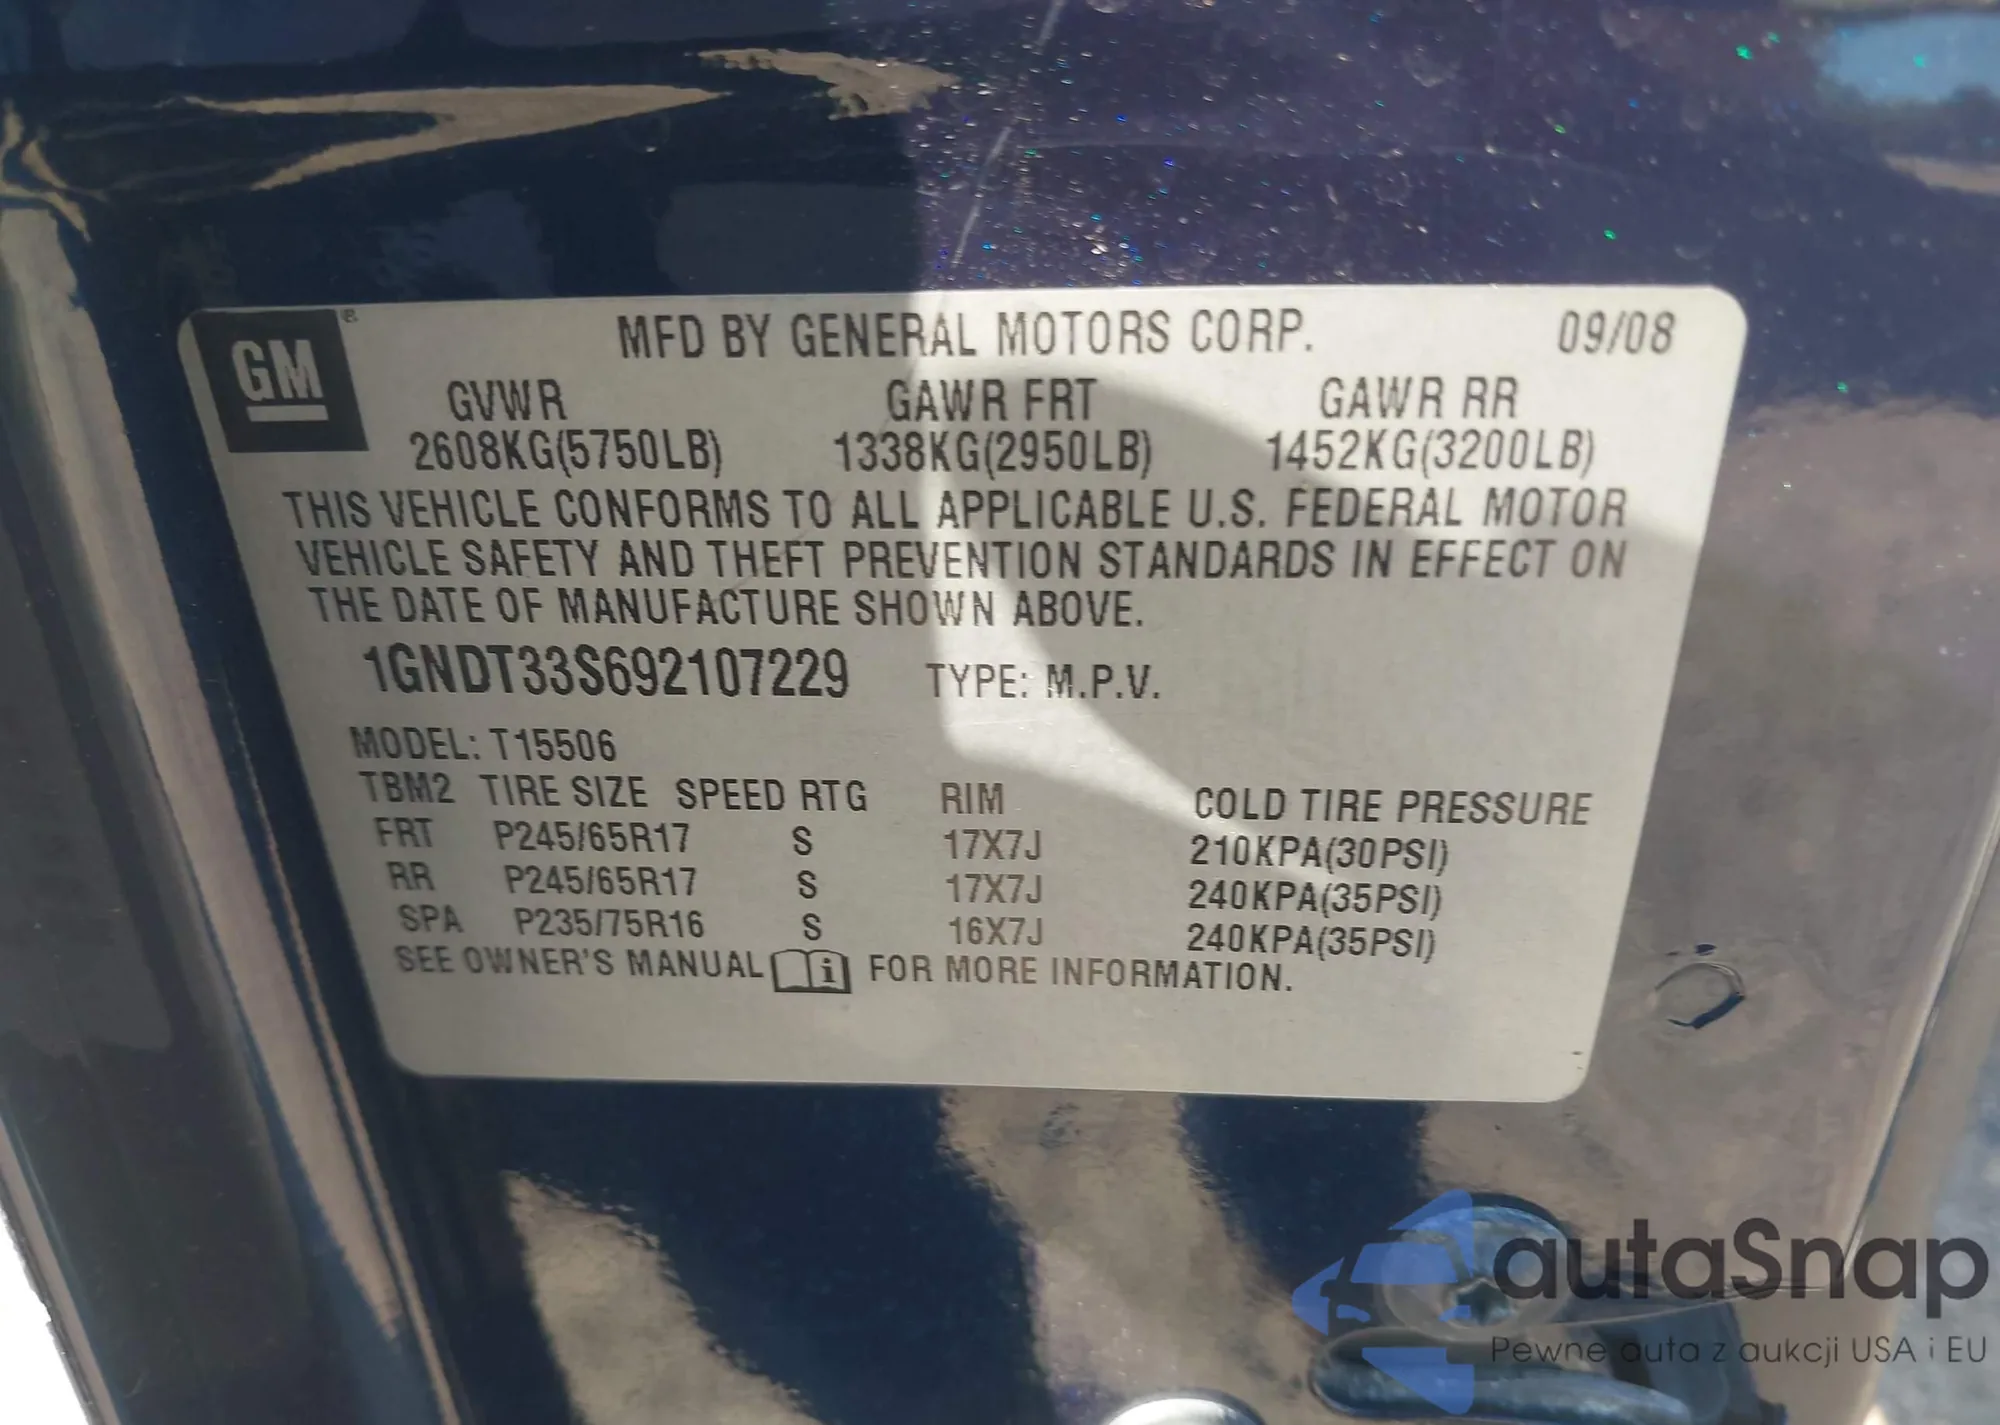 GM ® MFD BY GENERAL MOTORS CORP. 09/08
GVWR GAWR FRT GAWR RR
2608KG(5750LB) 1338KG(2950LB) 1452KG(3200LB)
THIS VEHICLE CONFORMS TO ALL APPLICABLE U.S. FEDERAL MOTOR
VEHICLE SAFETY AND THEFT PREVENTION STANDARDS IN EFFECT ON
THE DATE OF MANUFACTURE SHOWN ABOVE.
1GNDT33S692107229 TYPE: M.P.V.
MODEL: T15506
TBM2 TIRE SIZE SPEED RTG RIM COLD TIRE PRESSURE
FRT P245/65R17 S 17X7J 210KPA(30PSI)
RR P245/65R17 S 17X7J 240KPA(35PSI)
SPA P235/75R16 S 16X7J 240KPA(35PSI)
SEE OWNER'S MANUAL i FOR MORE INFORMATION.
autaSnap
Pewne auta z aukcji USA i EU